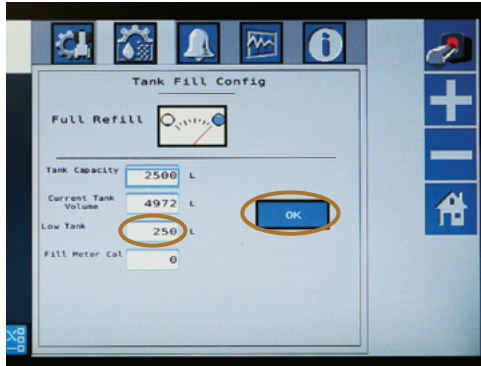 Tank Fill Config
Full Refill
Tank Capacity 2500 L
Current Tank Volume 4972 L
Low Tank 250 L
OK
Fill Meter Cal 0